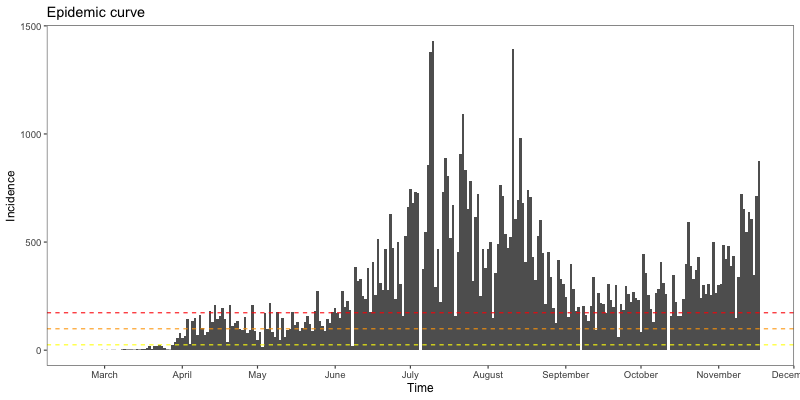 Epidemic curve
1500
1000
500
0
Incidence
March April May June July August September October November Decem
Time